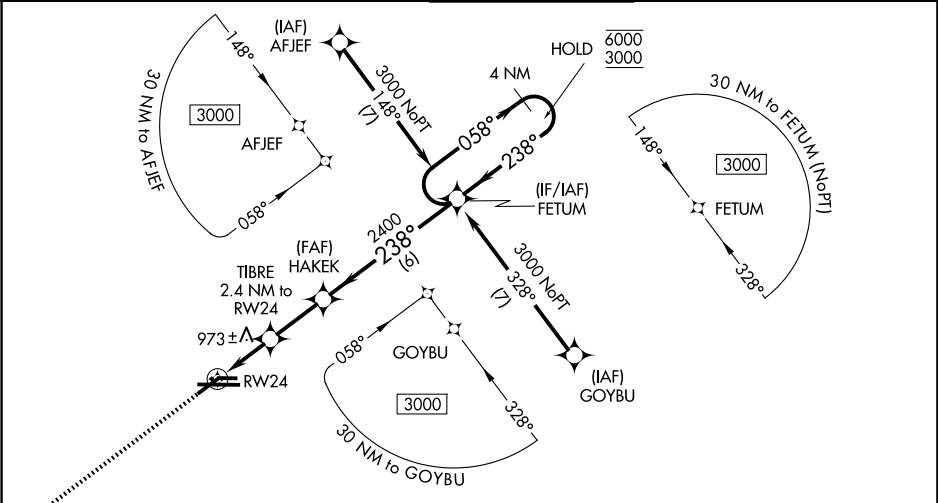 (IAF)
AFJEF
148°
30 NM to AFJEF
3000
AFJEF
058°
3000 NoPT
148°
(7)
HOLD
6000
3000
4 NM
058°
238°
(IF/IAF)
FETUM
30 NM to FETUM (NoPT)
148°
3000
FETUM
328°
2400
238°
(6)
(FAF)
HAKEK
TIBRE
2.4 NM to
RW24
973±
RW24
3000 NoPT
328°
(7)
(IAF)
GOYBU
058°
GOYBU
3000
328°
30 NM to GOYBU